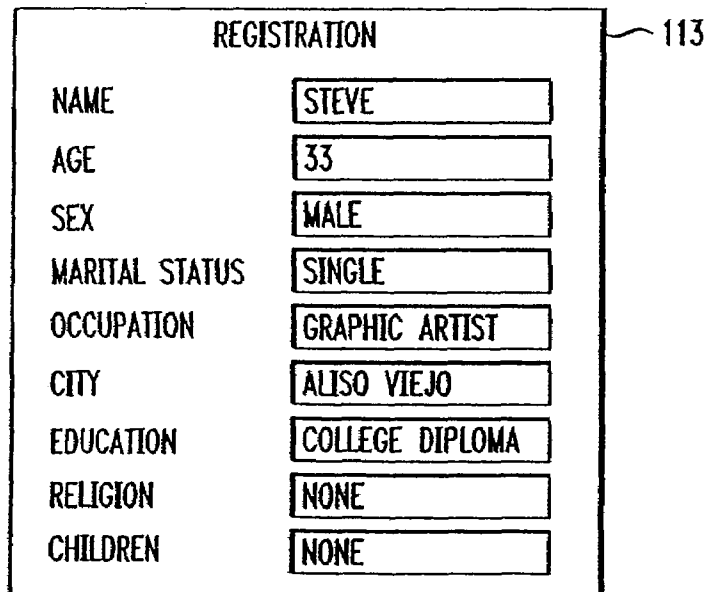 REGISTRATION 113
NAME STEVE
AGE 33
SEX MALE
MARITAL STATUS SINGLE
OCCUPATION GRAPHIC ARTIST
CITY ALISO VIEJO
EDUCATION COLLEGE DIPLOMA
RELIGION NONE
CHILDREN NONE